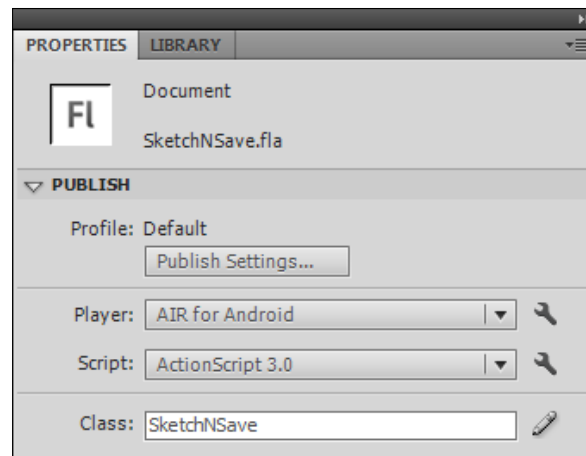 PROPERTIES LIBRARY
Fl
Document
SketchNSave.fla
PUBLISH
Profile: Default
Publish Settings...
Player: AIR for Android
Script: ActionScript 3.0
Class: SketchNSave